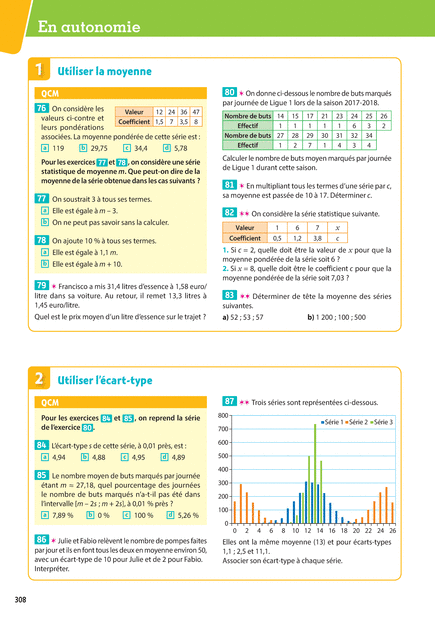 En autonomie
1 Utiliser la moyenne
QCM
76 On considère les
valeurs ci-contre et
leurs pondérations
Valeur 12 24 36 47
Coefficient 1,5 7 3,5 8
associées. La moyenne pondérée de cette série est :
a 119 b 29,75 c 34,4 d 5,78
Pour les exercices 77 et 78, on considère une série
statistique de moyenne m. Que peut-on dire de la
moyenne de la série obtenue dans les cas suivants ?
77 On soustrait 3 à tous ses termes.
a Elle est égale à m – 3.
b On ne peut pas savoir sans la calculer.
78 On ajoute 10 % à tous ses termes.
a Elle est égale à 1,1 m.
b Elle est égale à m + 10.
79 * Francisco a mis 31,4 litres d'essence à 1,58 euro/
litre dans sa voiture. Au retour, il remet 13,3 litres à
1,45 euro/litre.
Quel est le prix moyen d'un litre d'essence sur le trajet ?
80 * On donne ci-dessous le nombre de buts marqués
par journée de Ligue 1 lors de la saison 2017-2018.
Nombre de buts 14 15 17 21 23 24 25 26
Effectif 1 1 1 1 1 6 3 2
Nombre de buts 27 28 29 30 31 32 34
Effectif 1 2 7 1 4 3 4
Calculer le nombre de buts moyen marqués par journée
de Ligue 1 durant cette saison.
81 * En multipliant tous les termes d'une série par c,
sa moyenne est passée de 10 à 17. Déterminer c.
82 ** On considère la série statistique suivante.
Valeur 1 6 7 x
Coefficient 0,5 1,2 3,8 c
1. Si c = 2, quelle doit être la valeur de x pour que la
moyenne pondérée de la série soit 6 ?
2. Si x = 8, quelle doit être le coefficient c pour que la
moyenne pondérée de la série soit 7,03 ?
83 ** Déterminer de tête la moyenne des séries
suivantes.
a) 52 ; 53 ; 57 b) 1 200 ; 100 ; 500
2 Utiliser l'écart-type
QCM
Pour les exercices 84 et 85, on reprend la série
de l'exercice 80.
84 L'écart-type s de cette série, à 0,01 près, est :
a 4,94 b 4,88 c 4,95 d 4,89
85 Le nombre moyen de buts marqués par journée
étant m = 27,18, quel pourcentage des données
le nombre de buts marqués n'a-t-il pas été dans
l'intervalle [m – 2s ; m + 2s], à 0,01 % près ?
a 7,89 % b 0 % c 100 % d 5,26 %
86 * Julie et Fabio relèvent le nombre de pompes faites
par jour et ils en font tous les deux en moyenne environ 50,
avec un écart-type de 10 pour Julie et de 2 pour Fabio.
Interpréter.
87 ** Trois séries sont représentées ci-dessous.
Série 1 Série 2 Série 3
800
700
600
500
400
300
200
100
0
0 2 4 6 8 10 12 14 16 18 20 22 24 26
Elles ont la même moyenne (13) et pour écarts-types
1,1 ; 2,5 et 11,1.
Associer son écart-type à chaque série.
308